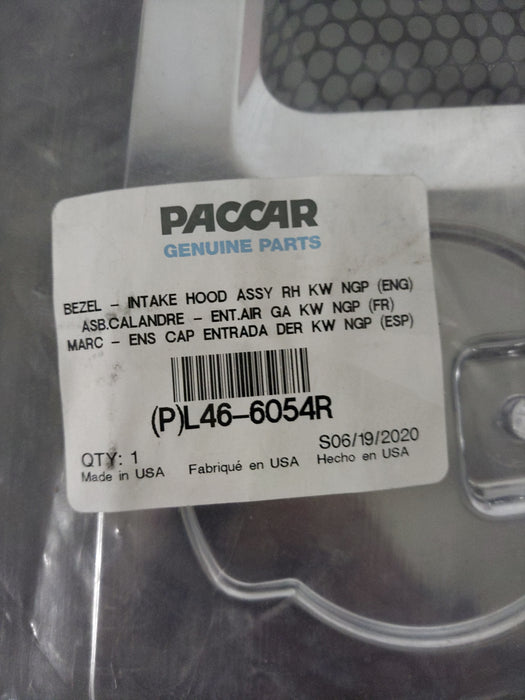 PACCAR
GENUINE PARTS
BEZEL – INTAKE HOOD ASSY RH KW NGP (ENG)
ASB.CALANDRE – ENT.AIR GA KW NGP (FR)
MARC – ENS CAP ENTRADA DER KW NGP (ESP)
(P)L46–6054R
QTY: 1 S06/19/2020
Made in USA Fabriqué en USA Hecho en USA